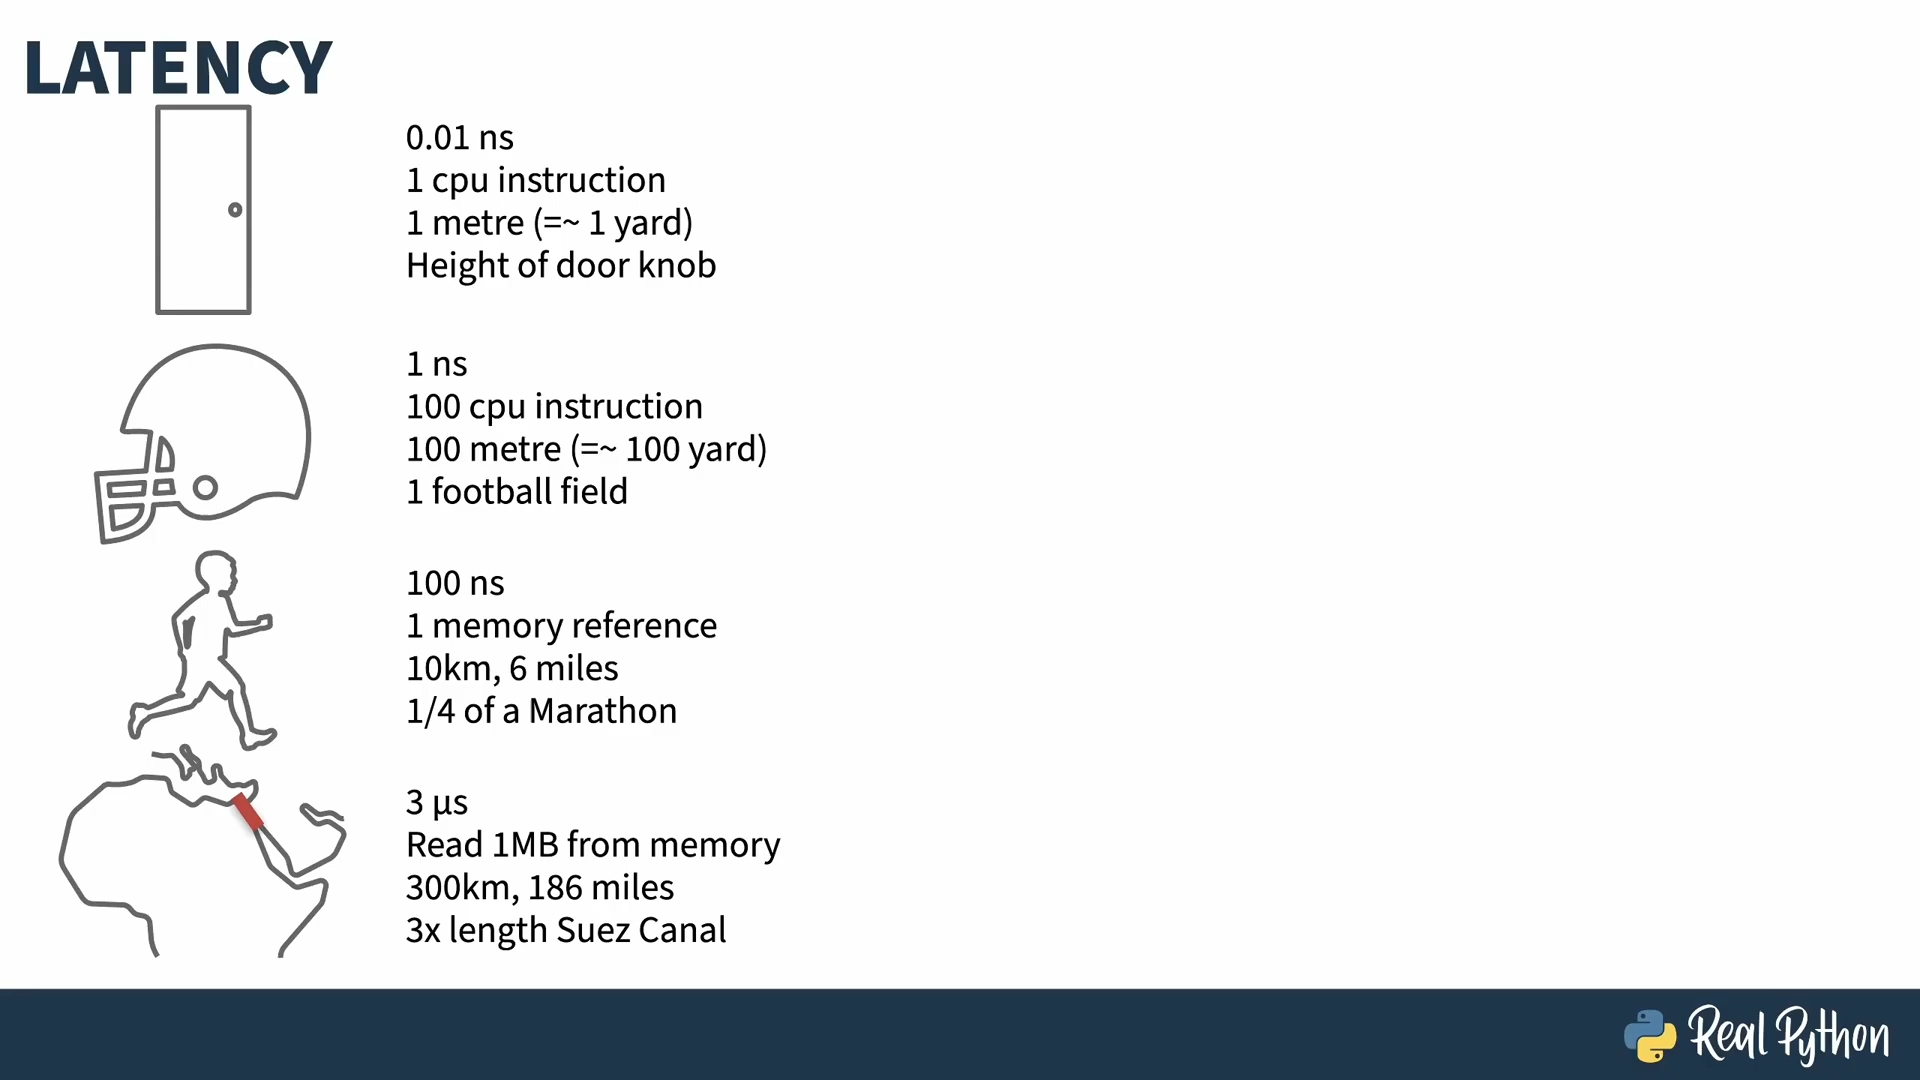 LATENCY
0.01 ns
1 cpu instruction
1 metre (=~ 1 yard)
Height of door knob
1 ns
100 cpu instruction
100 metre (=~ 100 yard)
1 football field
100 ns
1 memory reference
10km, 6 miles
1/4 of a Marathon
3 µs
Read 1MB from memory
300km, 186 miles
3x length Suez Canal
Real Python